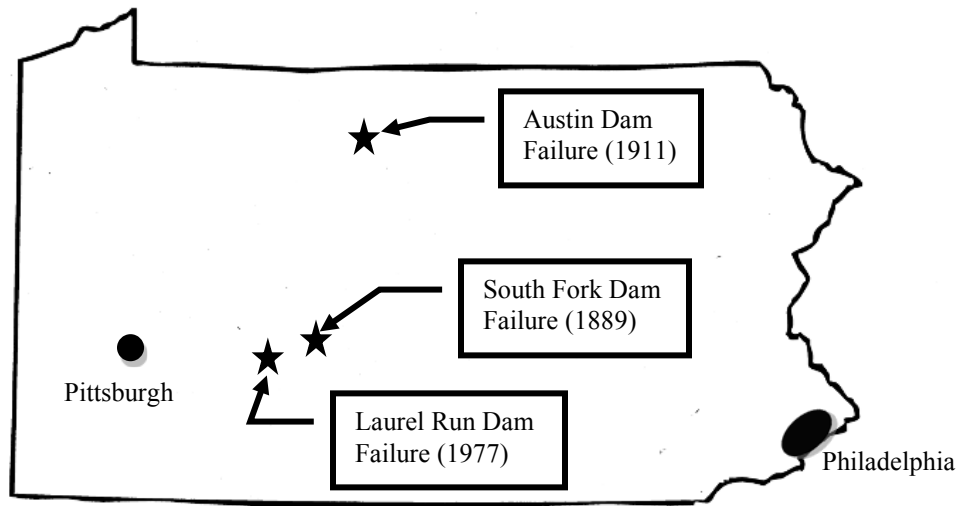 Austin Dam
Failure (1911)
South Fork Dam
Failure (1889)
Pittsburgh
Laurel Run Dam
Failure (1977)
Philadelphia